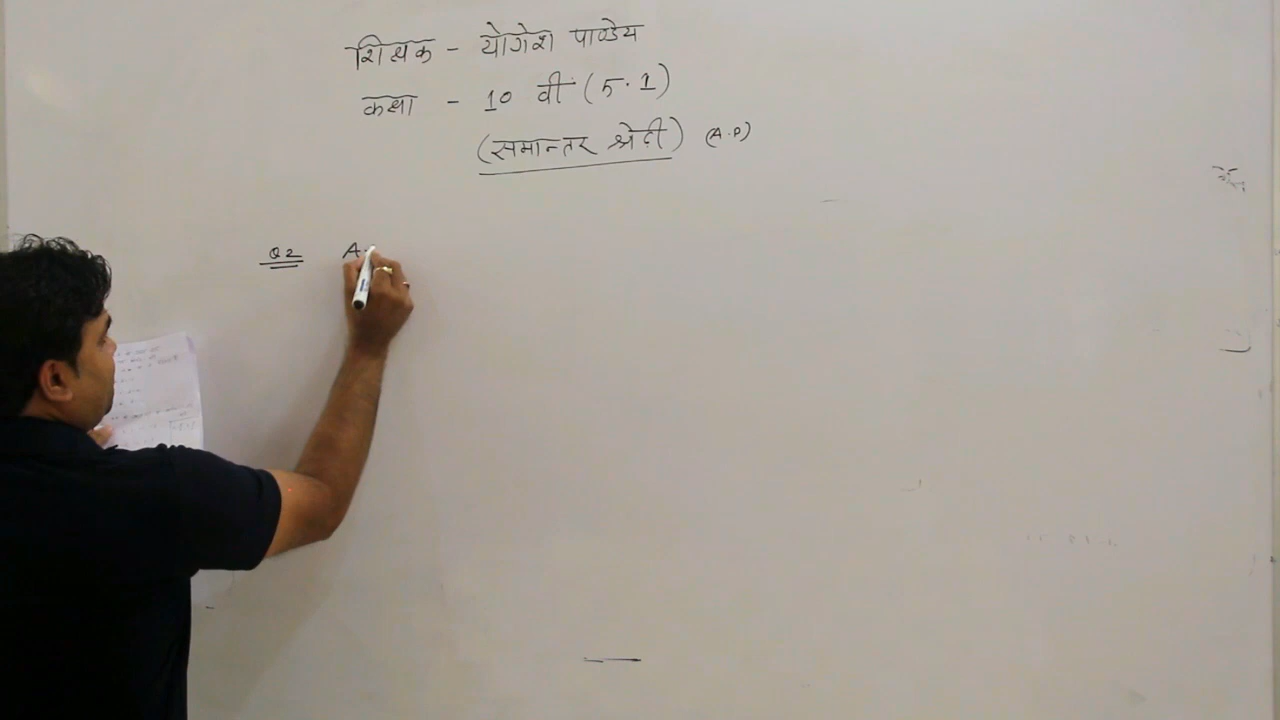 शिक्षक - योगेश पाण्डेय
कक्षा - 10 वी (5.1)
(समान्तर श्रेढी) (A.P)
Q2 A.